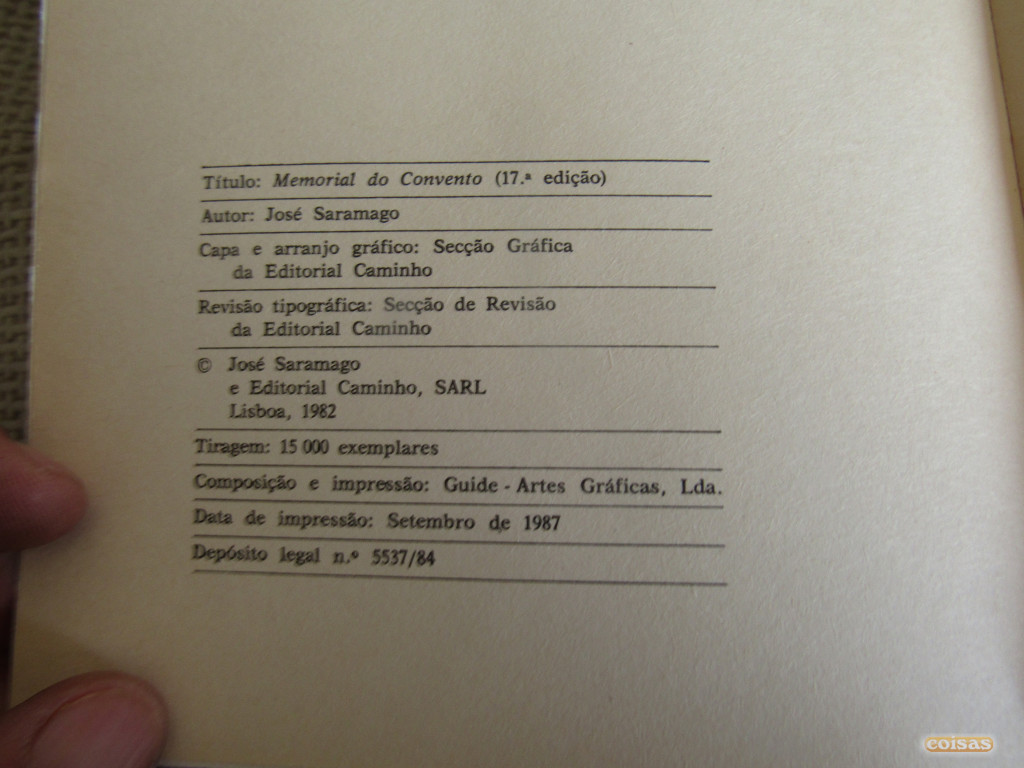 Título: Memorial do Convento (17.ª edição)
Autor: José Saramago
Capa e arranjo gráfico: Secção Gráfica
da Editorial Caminho
Revisão tipográfica: Secção de Revisão
da Editorial Caminho
© José Saramago
e Editorial Caminho, SARL
Lisboa, 1982
Tiragem: 15 000 exemplares
Composição e impressão: Guide - Artes Gráficas, Lda.
Data de impressão: Setembro de 1987
Depósito legal n.º 5537/84
coisas